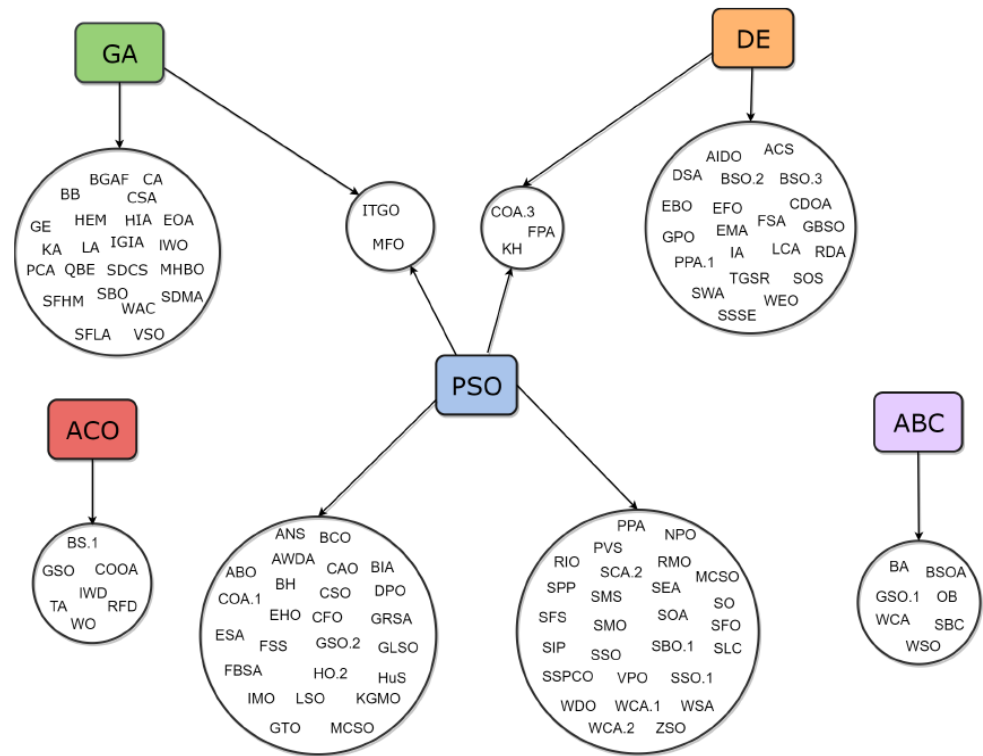 GA
DE
BGAF CA
BB CSA
GE HEM HIA EOA
KA LA IGIA IWO
PCA QBE SDCS MHBO
SFHM SBO WAC SDMA
SFLA VSO
ITGO
MFO
COA.3
FPA
KH
AIDO ACS
DSA BSO.2 BSO.3
EBO EFO CDOA
EMA FSA GBSO
GPO IA LCA RDA
PPA.1 TGSR SOS
SWA WEO
SSSE
PSO
ACO
ABC
BS.1
GSO COOA
IWD
TA RFD
WO
ANS BCO
ABO AWDA CAO BIA
COA.1 BH CSO DPO
EHO CFO GRSA
ESA FSS GSO.2 GLSO
FBSA HO.2 HuS
IMO LSO KGMO
GTO MCSO
PPA NPO
RIO PVS RMO
SPP SCA.2 SEA MCSO
SMS SO
SFS SMO SOA SFO
SIP SSO SBO.1 SLC
SSPCO VPO SSO.1
WDO WCA.1 WSA
WCA.2 ZSO
BA BSOA
GSO.1 OB
WCA SBC
WSO